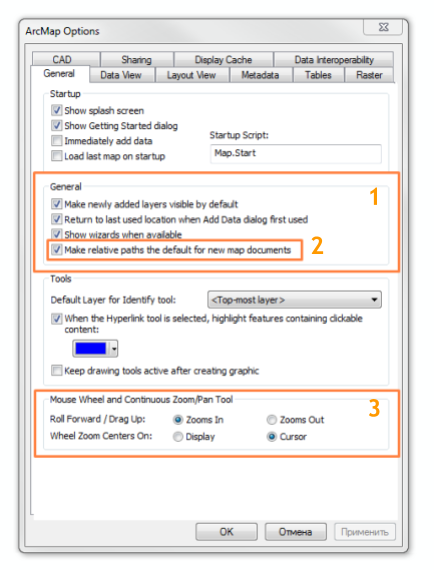 ArcMap Options
CAD Sharing Display Cache Data Interoperability
General Data View Layout View Metadata Tables Raster
Startup
Show splash screen
Show Getting Started dialog
Immediately add data
Load last map on startup
Startup Script:
Map.Start
General
1
Make newly added layers visible by default
Return to last used location when Add Data dialog first used
Show wizards when available
Make relative paths the default for new map documents
2
Tools
Default Layer for Identify tool: <Top-most layer>
When the Hyperlink tool is selected, highlight features containing clickable
content:
Keep drawing tools active after creating graphic
Mouse Wheel and Continuous Zoom/Pan Tool
3
Roll Forward / Drag Up: Zooms In Zooms Out
Wheel Zoom Centers On: Display Cursor
OK Отмена Применить